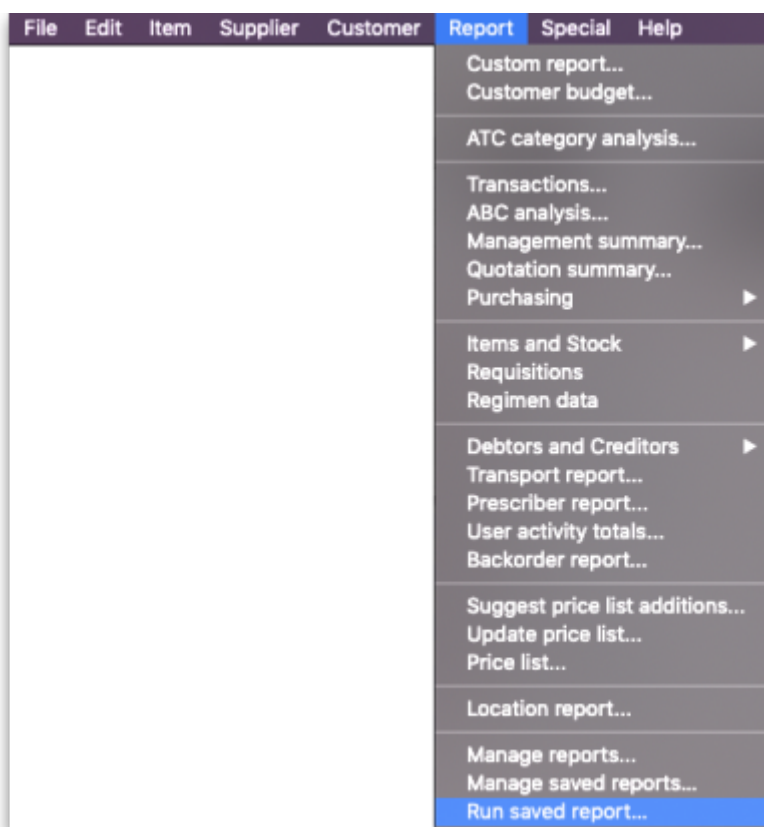 File Edit Item Supplier Customer Report Special Help
Custom report...
Customer budget...
ATC category analysis...
Transactions...
ABC analysis...
Management summary...
Quotation summary...
Purchasing
Items and Stock
Requisitions
Regimen data
Debtors and Creditors
Transport report...
Prescriber report...
User activity totals...
Backorder report...
Suggest price list additions...
Update price list...
Price list...
Location report...
Manage reports...
Manage saved reports...
Run saved report...